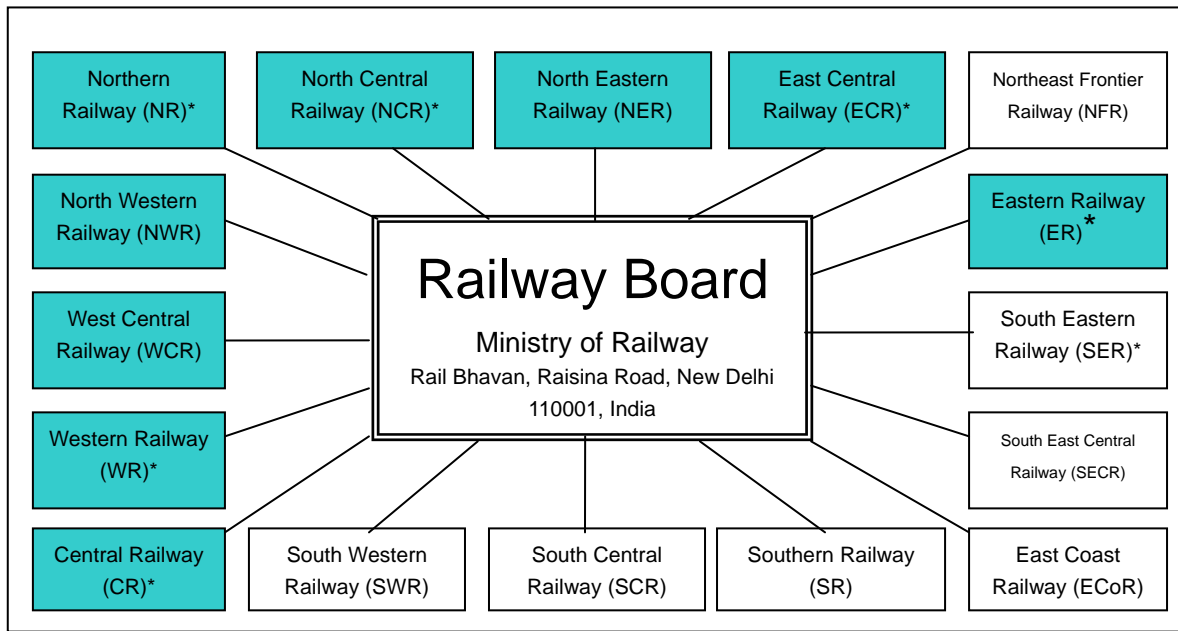 Northern
Railway (NR)*
North Central
Railway (NCR)*
North Eastern
Railway (NER)
East Central
Railway (ECR)*
Northeast Frontier
Railway (NFR)
North Western
Railway (NWR)
Eastern Railway
(ER)*
Railway Board
Ministry of Railway
Rail Bhavan, Raisina Road, New Delhi
110001, India
West Central
Railway (WCR)
South Eastern
Railway (SER)*
Western Railway
(WR)*
South East Central
Railway (SECR)
Central Railway
(CR)*
South Western
Railway (SWR)
South Central
Railway (SCR)
Southern Railway
(SR)
East Coast
Railway (ECoR)